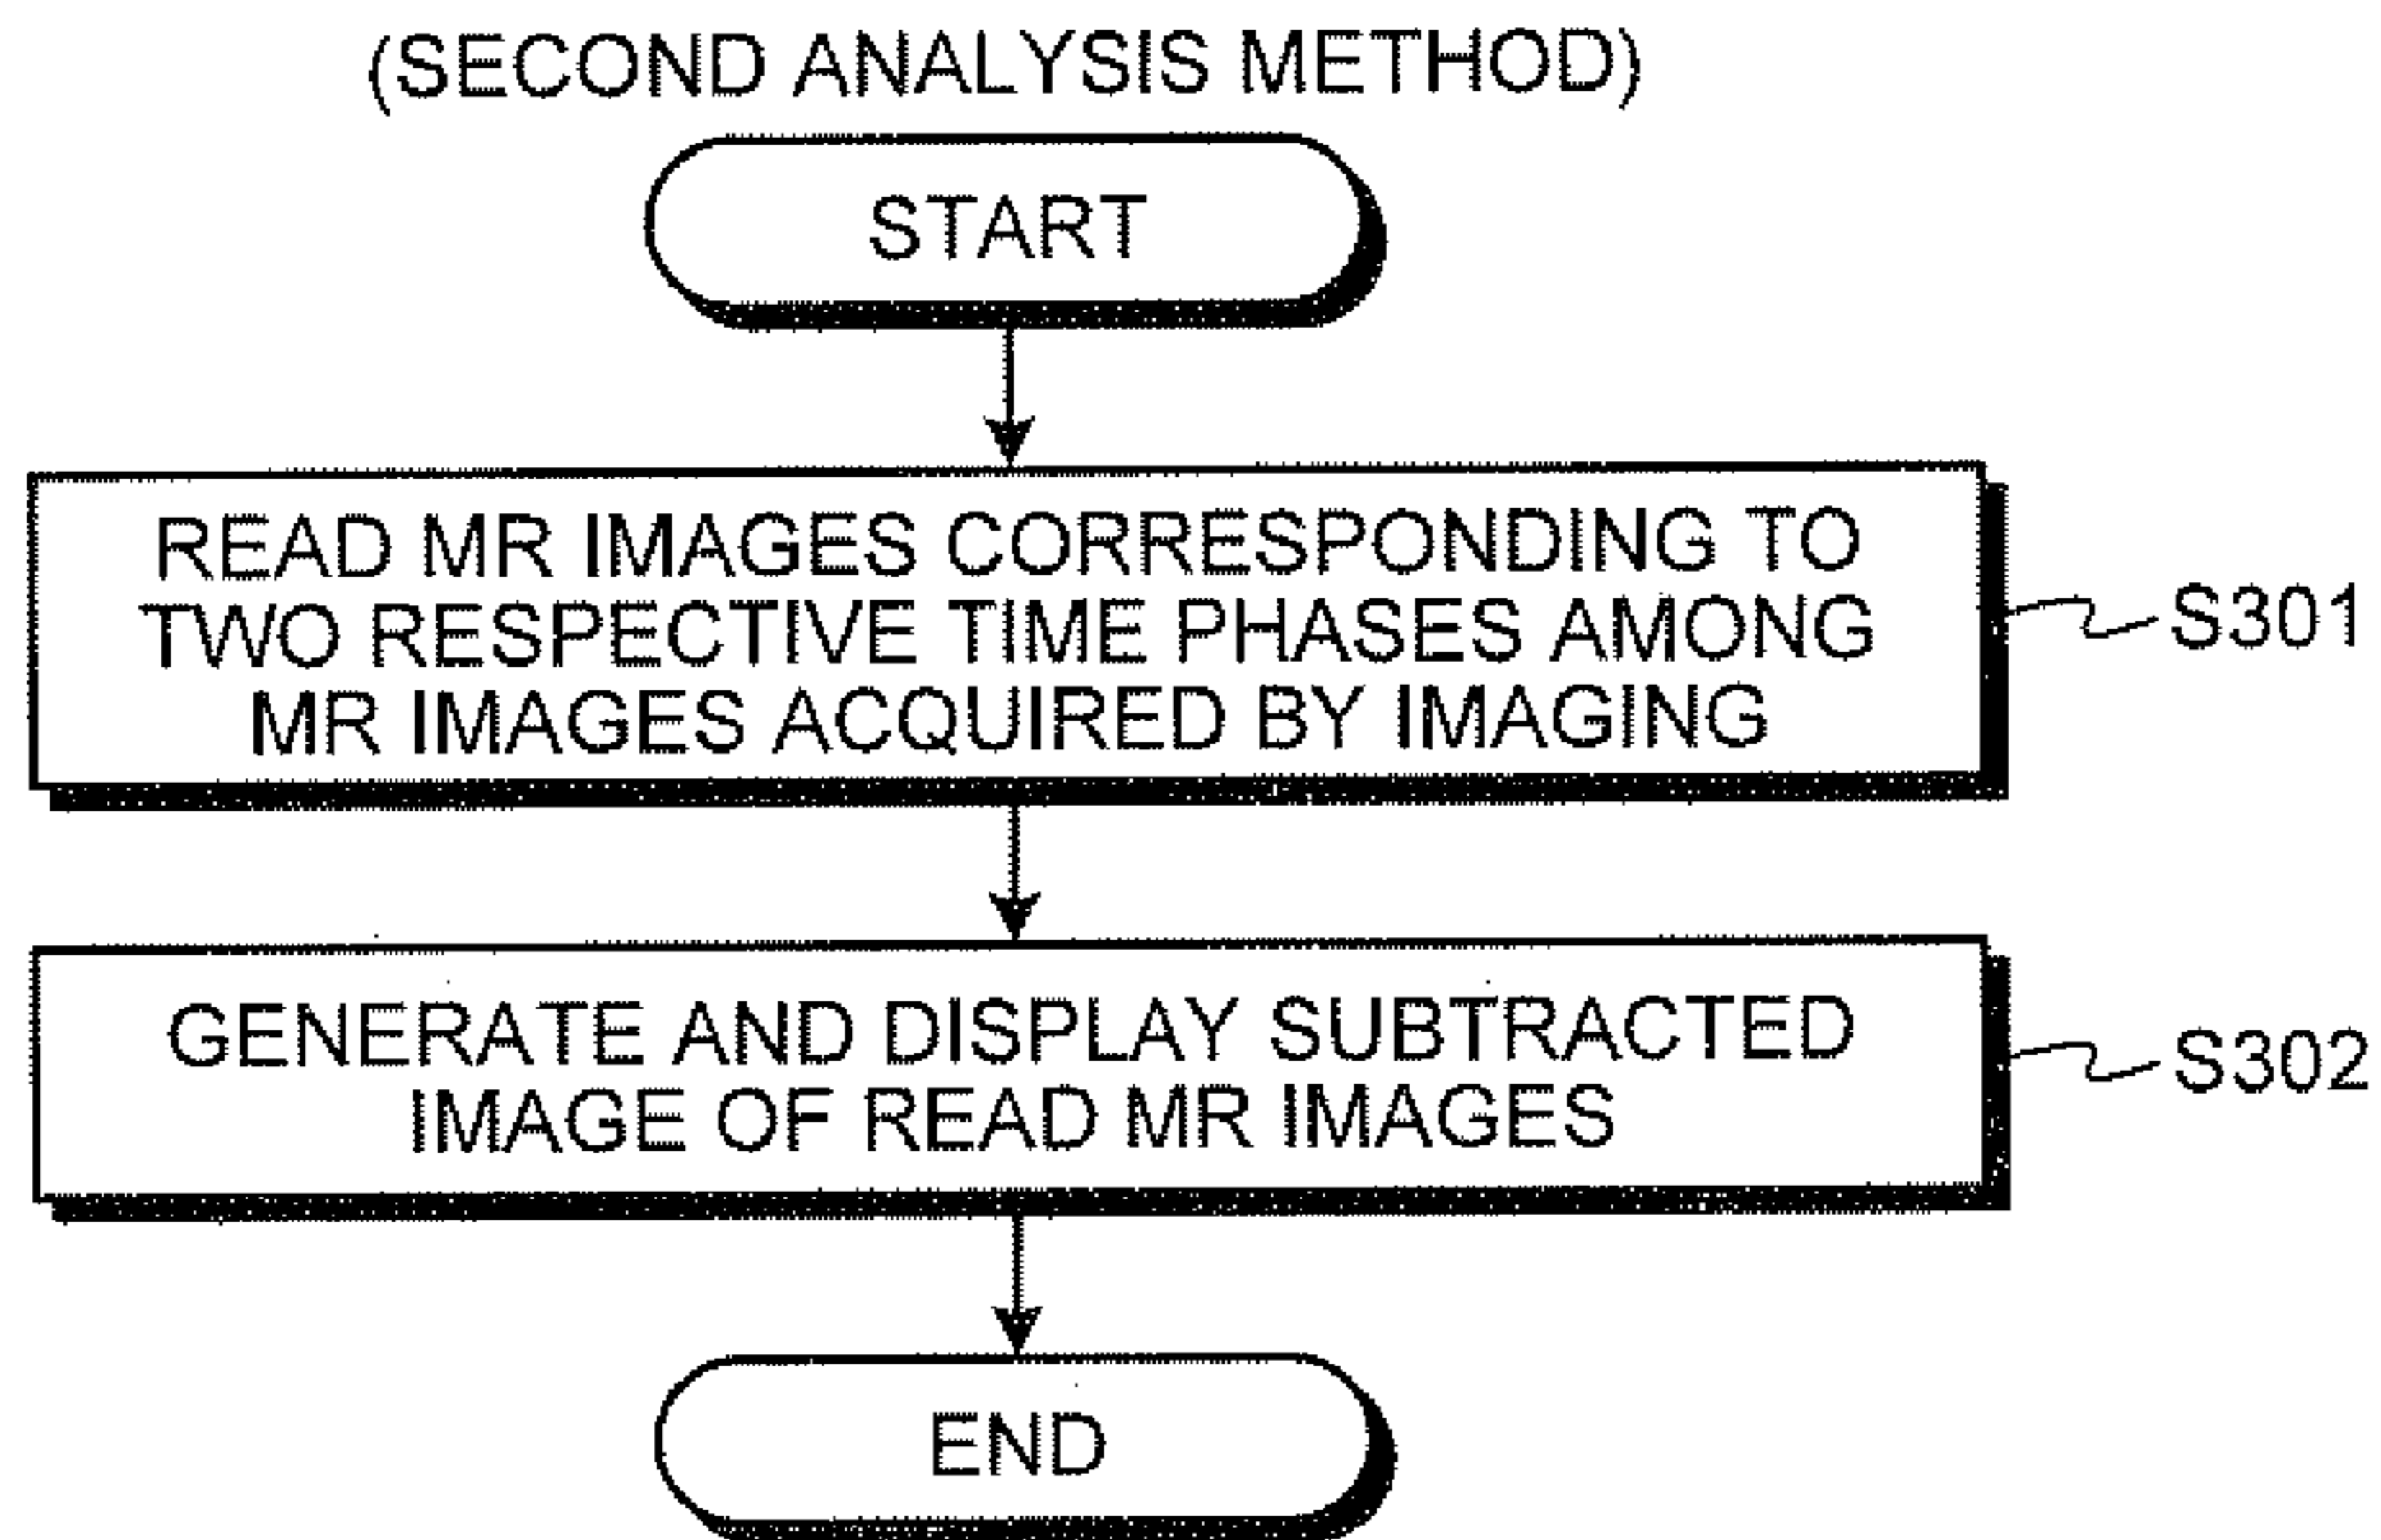 (SECOND ANALYSIS METHOD)
START
READ MR IMAGES CORRESPONDING TO
TWO RESPECTIVE TIME PHASES AMONG
MR IMAGES ACQUIRED BY IMAGING
S301
GENERATE AND DISPLAY SUBTRACTED
IMAGE OF READ MR IMAGES
S302
END